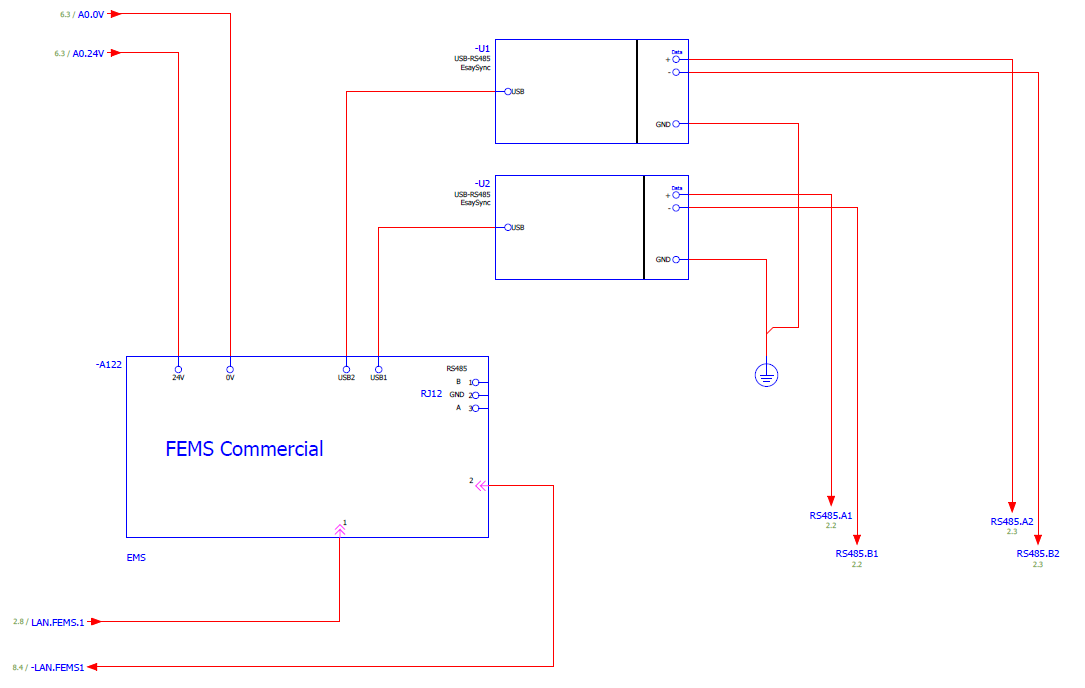 6.3 / A0.0V
6.3 / A0.24V
-U1
USB-RS485
EsaySync
USB
Data
+
-
GND
-U2
USB-RS485
EsaySync
USB
Data
+
-
GND
-A122
24V
0V
USB2
USB1
RS485
B 1
RJ12 GND 2
A 3
FEMS Commercial
2
1
EMS
RS485.A1
2.2
RS485.A2
2.3
RS485.B1
2.2
RS485.B2
2.3
2.8 / LAN.FEMS.1
8.4 / -LAN.FEMS1